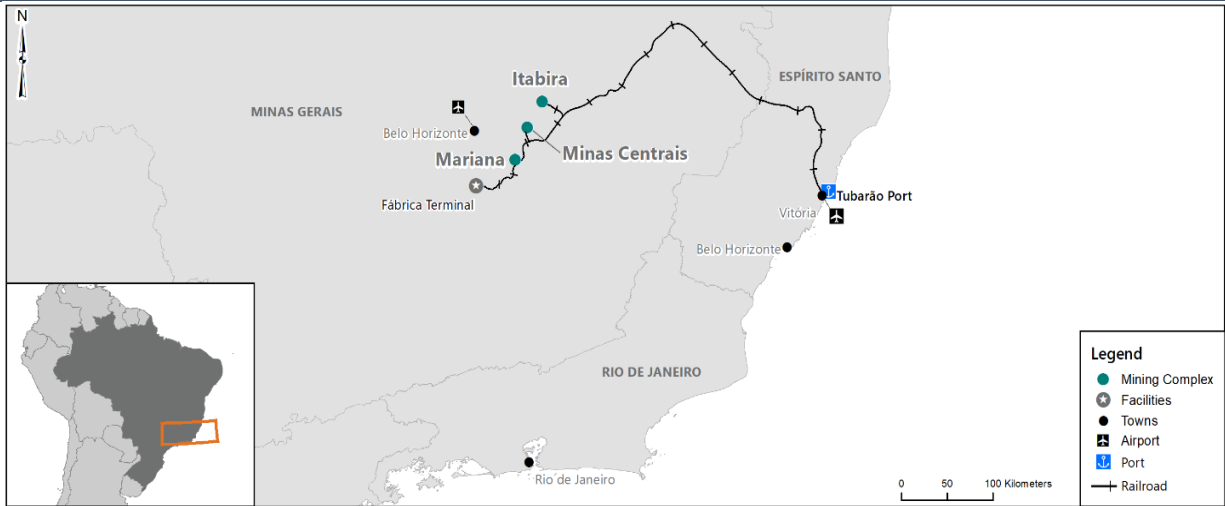 N
Itabira
ESPÍRITO SANTO
MINAS GERAIS
Belo Horizonte
Minas Centrais
Mariana
Fábrica Terminal
Tubarão Port
Vitória
Belo Horizonte
RIO DE JANEIRO
Rio de Janeiro
0 50 100 Kilometers
Legend
Mining Complex
Facilities
Towns
Airport
Port
Railroad